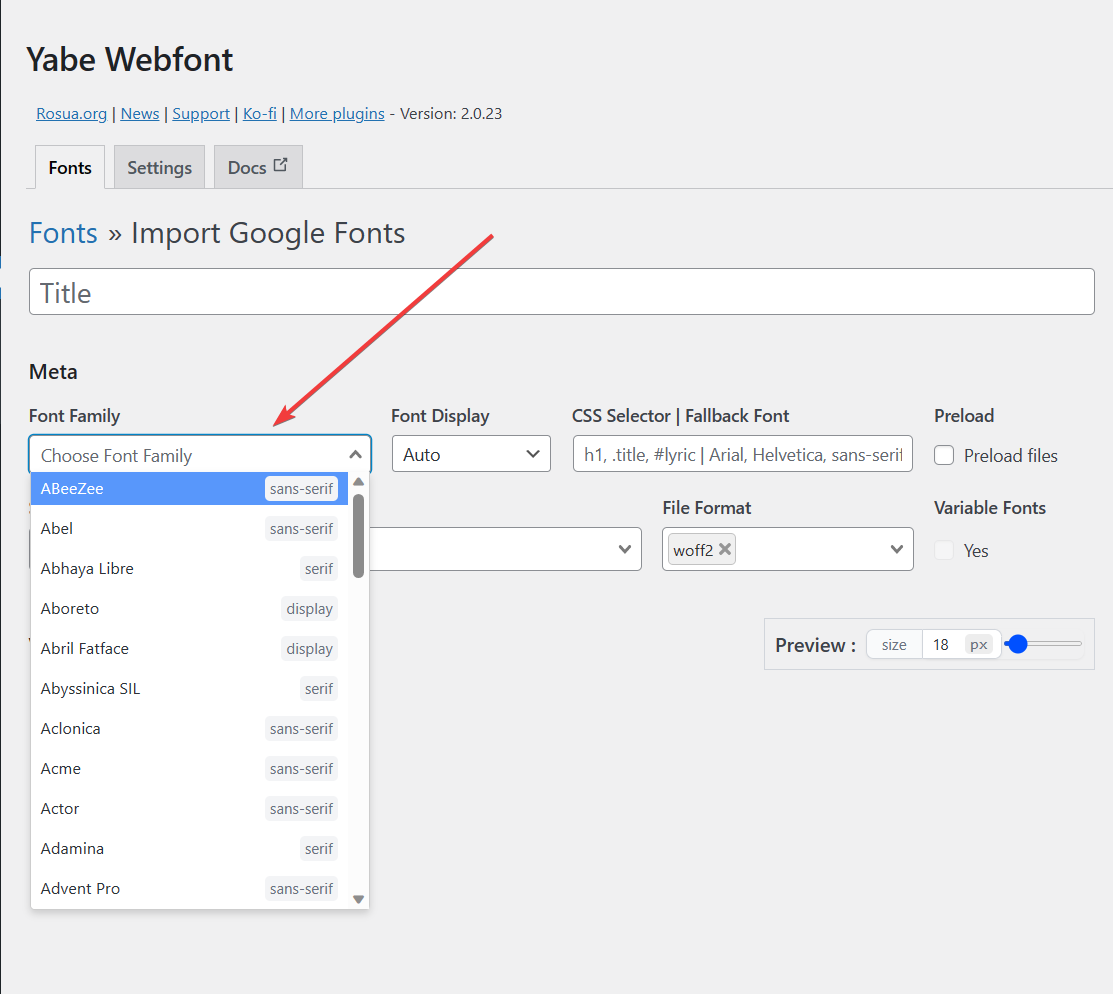 Yabe Webfont
Rosua.org | News | Support | Ko-fi | More plugins - Version: 2.0.23
Fonts Settings Docs
Fonts » Import Google Fonts
Title
Meta
Font Family Font Display CSS Selector | Fallback Font Preload
Choose Font Family Auto h1, .title, #lyric | Arial, Helvetica, sans-serif Preload files
ABeeZee sans-serif
File Format Variable Fonts
Abel sans-serif
woff2 Yes
Abhaya Libre serif
Aboreto display
Abril Fatface display
Preview : size 18 px
Abyssinica SIL serif
Aclonica sans-serif
Acme sans-serif
Actor sans-serif
Adamina serif
Advent Pro sans-serif